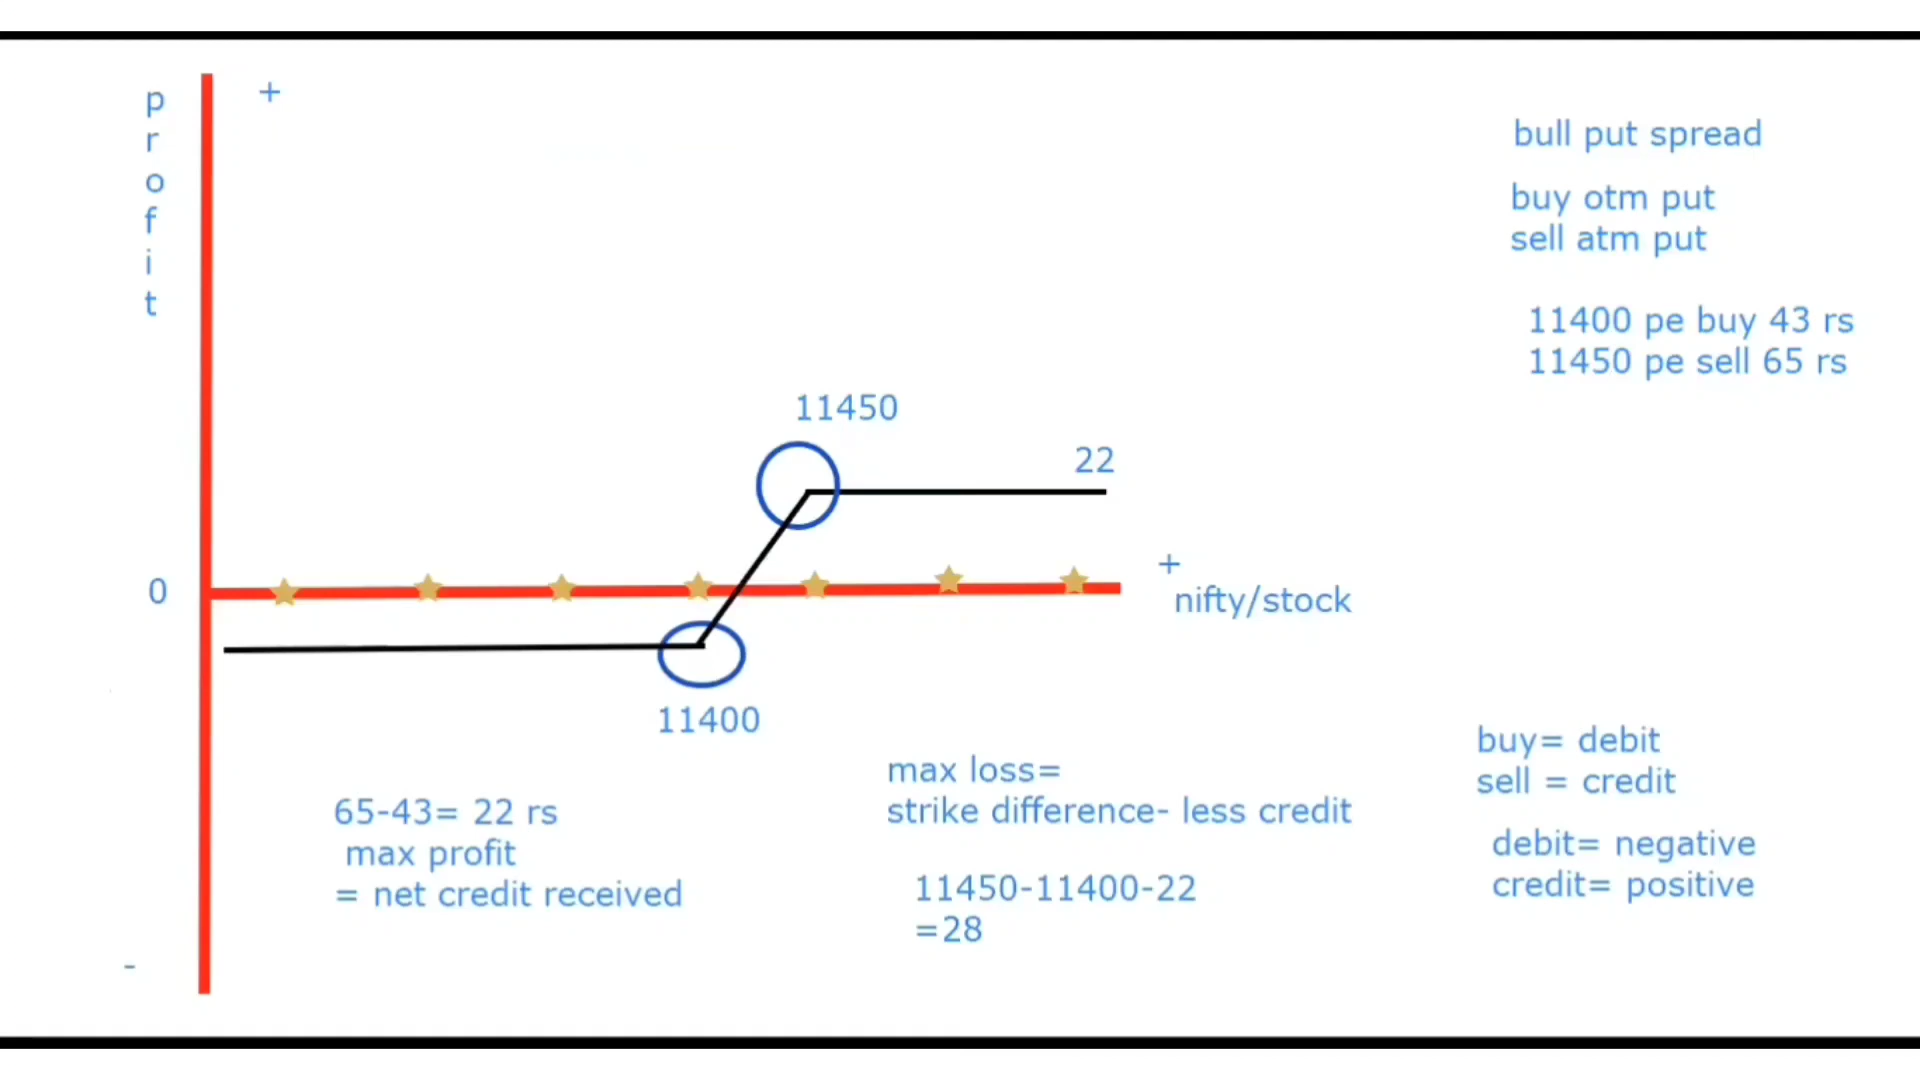 profit
+
bull put spread
buy otm put
sell atm put
11400 pe buy 43 rs
11450 pe sell 65 rs
11450
22
+
0
nifty/stock
11400
max loss=
strike difference- less credit
11450-11400-22
=28
65-43= 22 rs
max profit
= net credit received
buy= debit
sell = credit
debit= negative
credit= positive
-